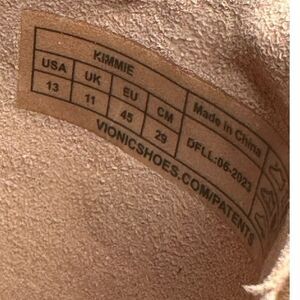 KIMMIE
USA UK EU CM
13 11 45 29
VIONICSHOES.COM/PATENTS
Made in China
DFLL:06-2023